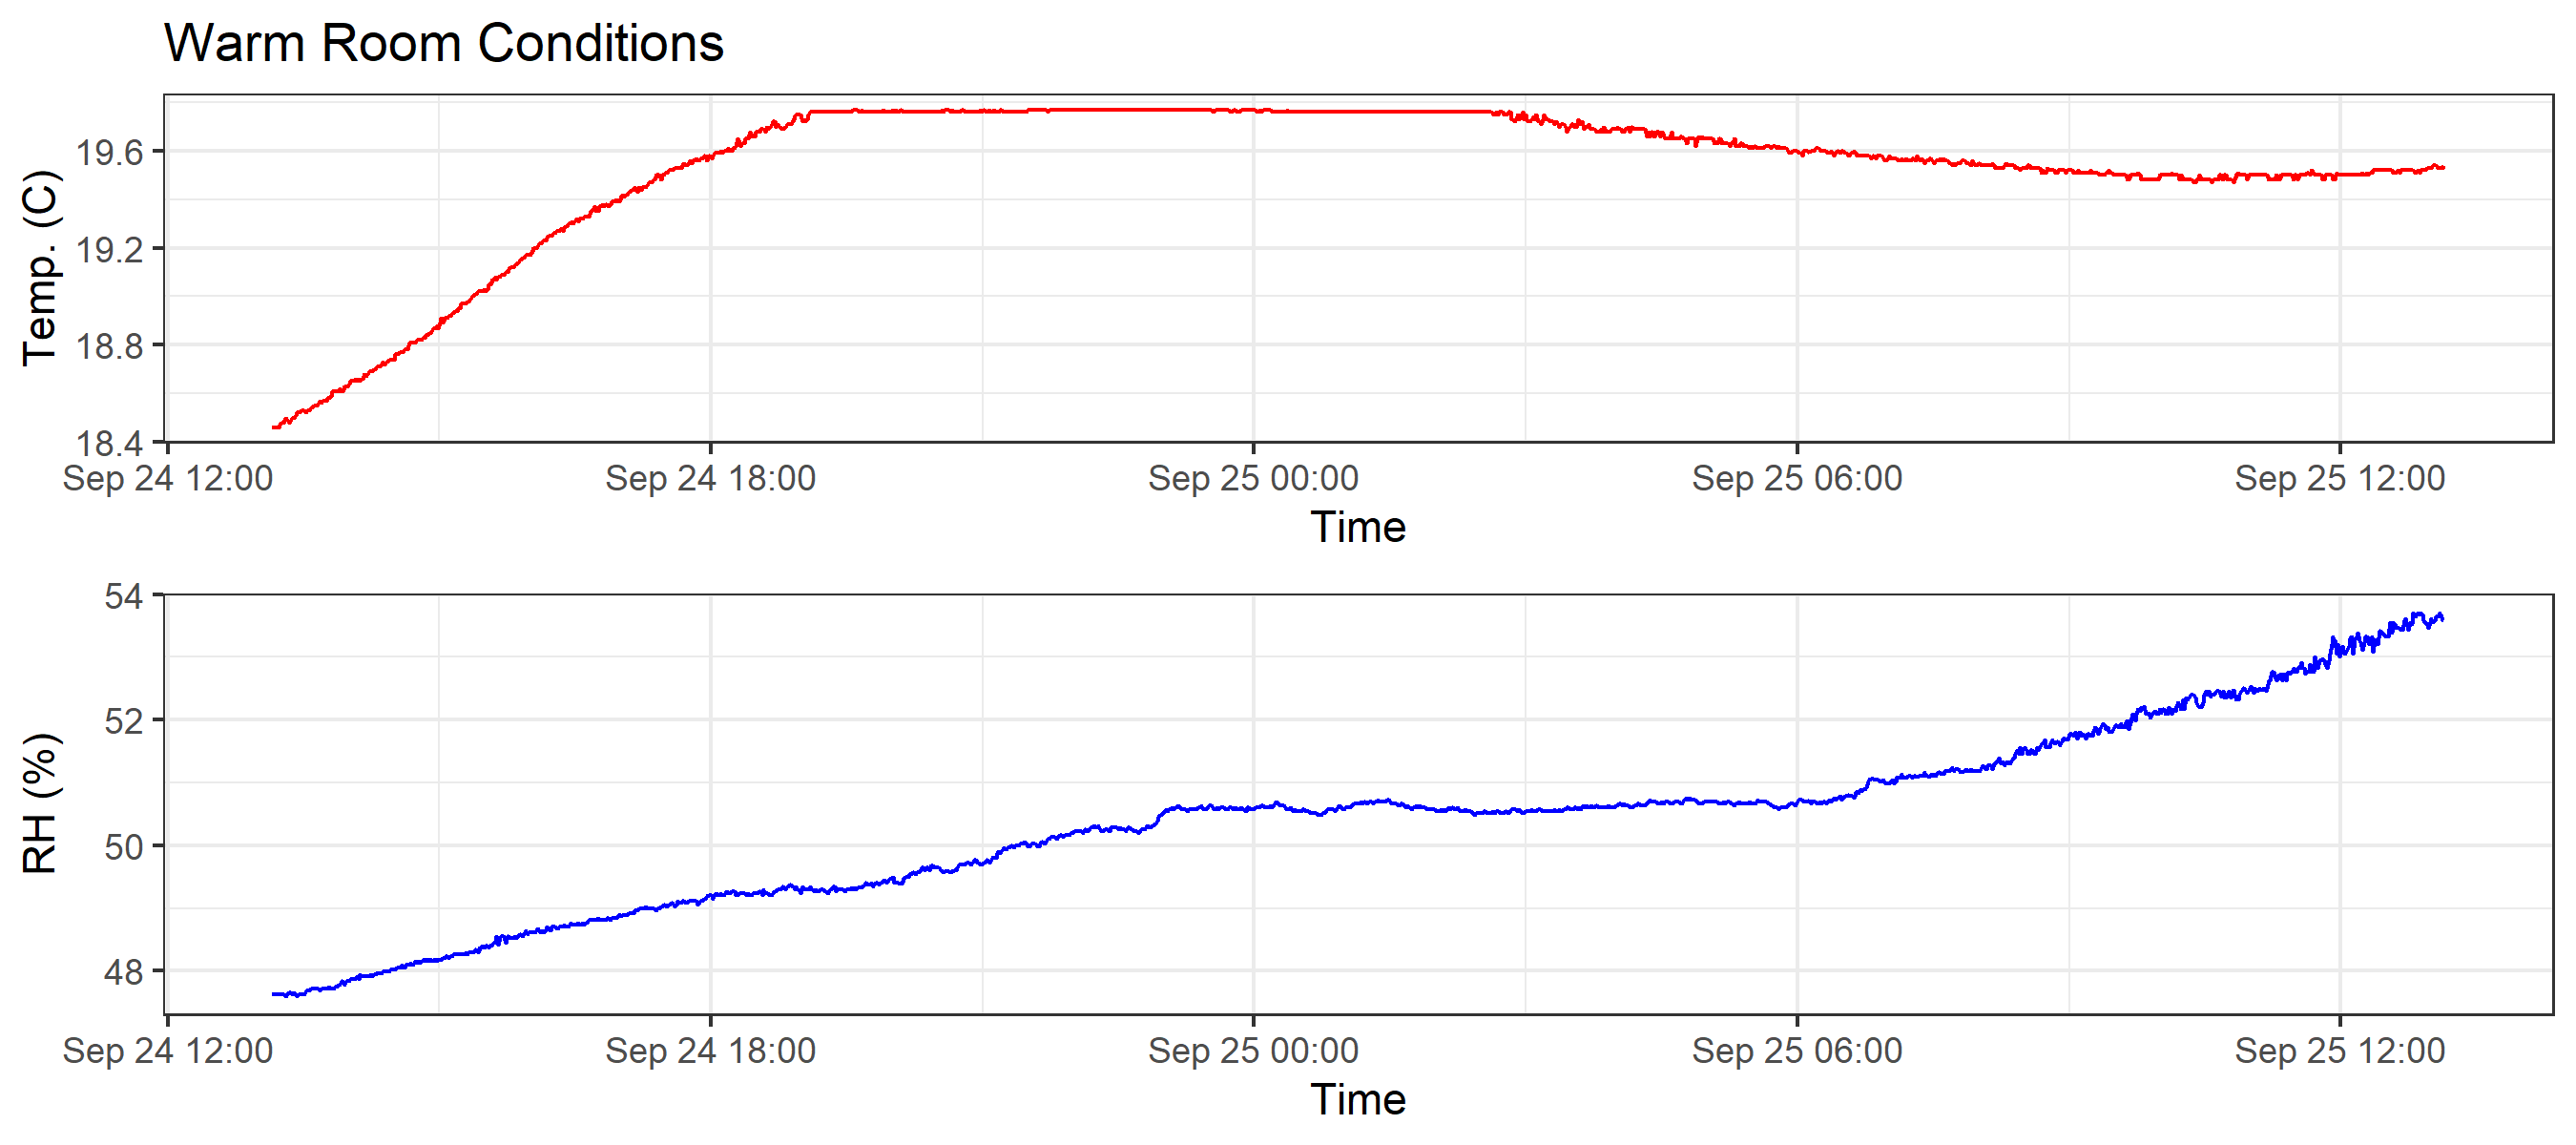 Warm Room Conditions
Temp. (C)
19.6
19.2
18.8
18.4
Sep 24 12:00 Sep 24 18:00 Sep 25 00:00 Sep 25 06:00 Sep 25 12:00
Time
RH (%)
54
52
50
48
Sep 24 12:00 Sep 24 18:00 Sep 25 00:00 Sep 25 06:00 Sep 25 12:00
Time